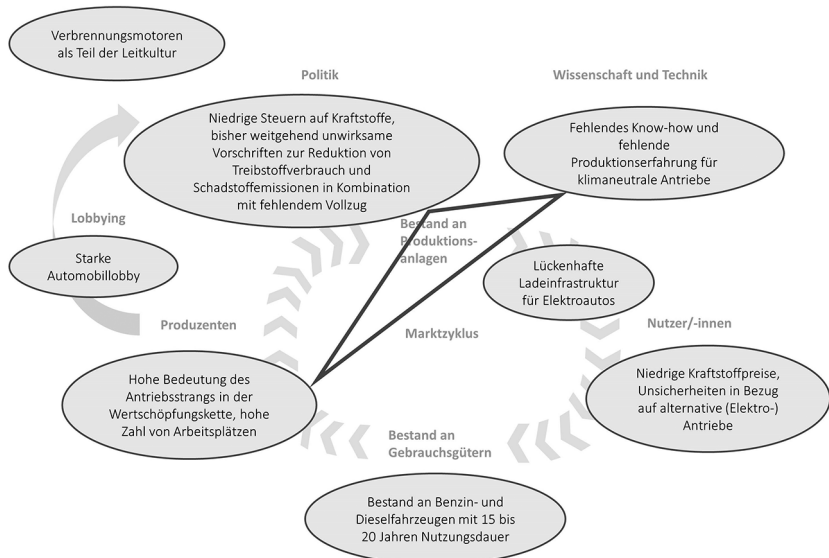 Verbrennungsmotoren
als Teil der Leitkultur
Politik
Wissenschaft und Technik
Niedrige Steuern auf Kraftstoffe,
bisher weitgehend unwirksame
Vorschriften zur Reduktion von
Treibstoffverbrauch und
Schadstoffemissionen in Kombination
mit fehlendem Vollzug
Fehlendes Know-how und
fehlende
Produktionserfahrung für
klimaneutrale Antriebe
Lobbying
Bestand an
Produktions-
anlagen
Starke
Automobillobby
Lückenhafte
Ladeinfrastruktur
für Elektroautos
Produzenten
Marktzyklus
Nutzer/-innen
Hohe Bedeutung des
Antriebsstrangs in der
Wertschöpfungskette, hohe
Zahl von Arbeitsplätzen
Niedrige Kraftstoffpreise,
Unsicherheiten in Bezug
auf alternative (Elektro-)
Antriebe
Bestand an
Gebrauchsgütern
Bestand an Benzin- und
Dieselfahrzeugen mit 15 bis
20 Jahren Nutzungsdauer